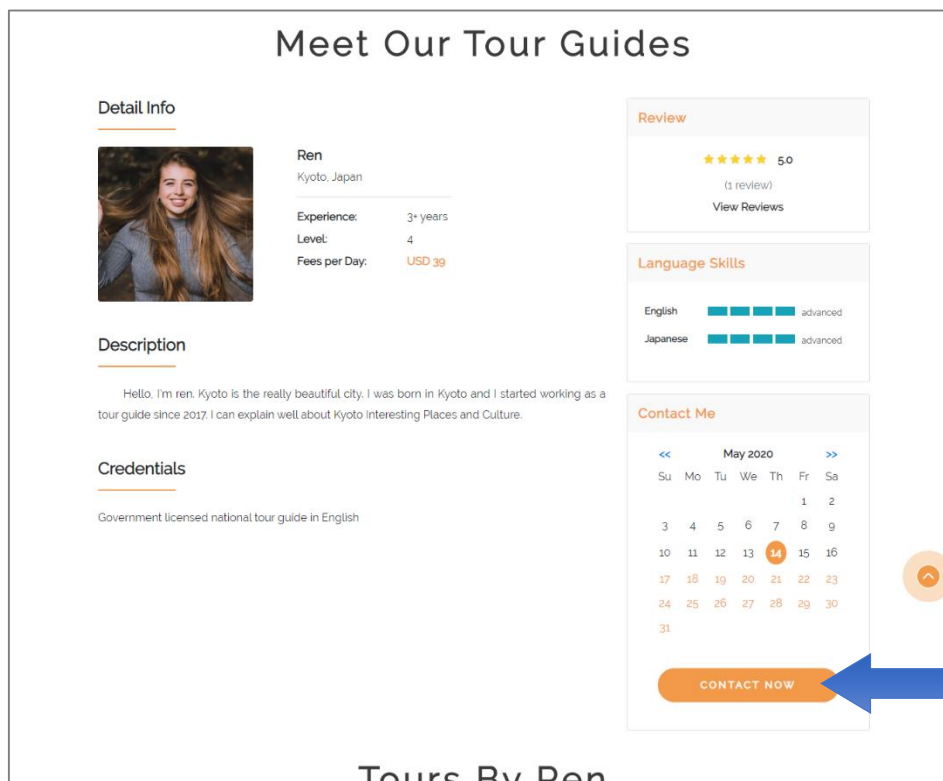 Meet Our Tour Guides
Detail Info
Ren
Kyoto, Japan
Experience: 3+ years
Level: 4
Fees per Day: USD 39
Description
Hello, I'm ren. Kyoto is the really beautiful city. I was born in Kyoto and I started working as a
tour guide since 2017. I can explain well about Kyoto Interesting Places and Culture.
Credentials
Government licensed national tour guide in English
Review
5.0
(1 review)
View Reviews
Language Skills
English advanced
Japanese advanced
Contact Me
<< May 2020 >>
Su Mo Tu We Th Fr Sa
1 2
3 4 5 6 7 8 9
10 11 12 13 14 15 16
17 18 19 20 21 22 23
24 25 26 27 28 29 30
31
CONTACT NOW
Tours By Ren